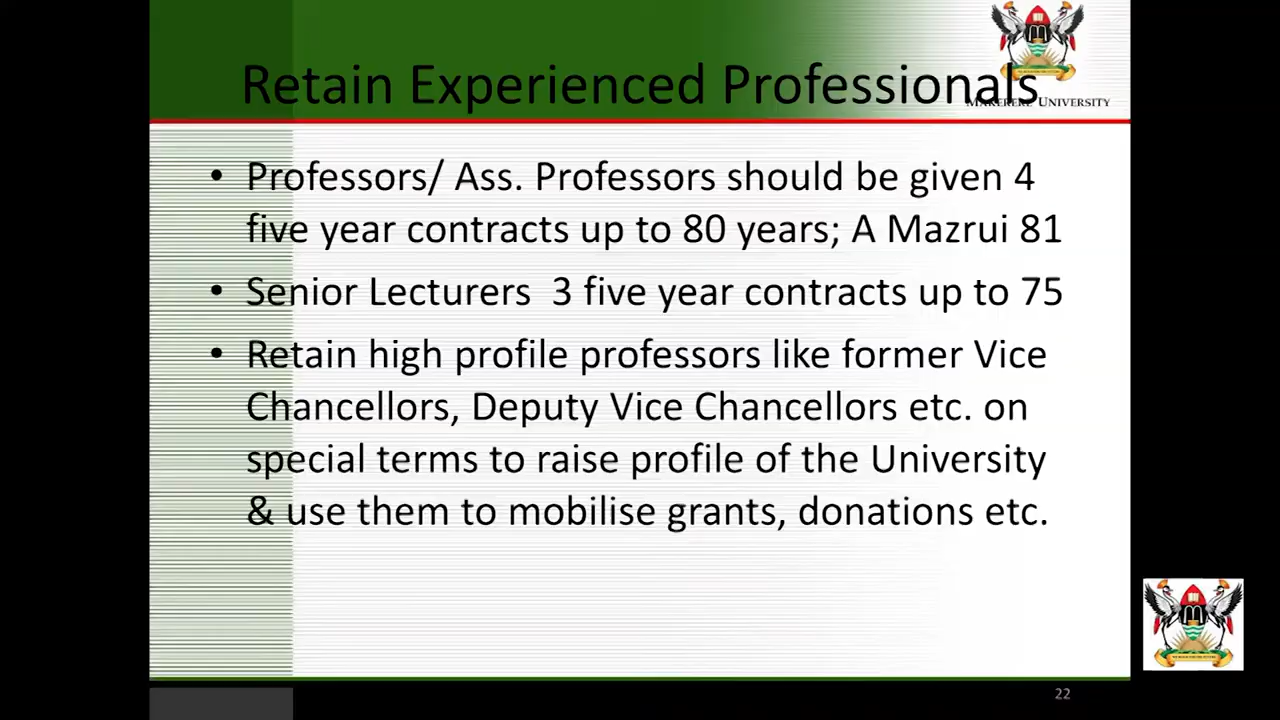 Retain Experienced Professionals
MAKERERE UNIVERSITY
• Professors/ Ass. Professors should be given 4
five year contracts up to 80 years; A Mazrui 81
• Senior Lecturers 3 five year contracts up to 75
• Retain high profile professors like former Vice
Chancellors, Deputy Vice Chancellors etc. on
special terms to raise profile of the University
& use them to mobilise grants, donations etc.
22